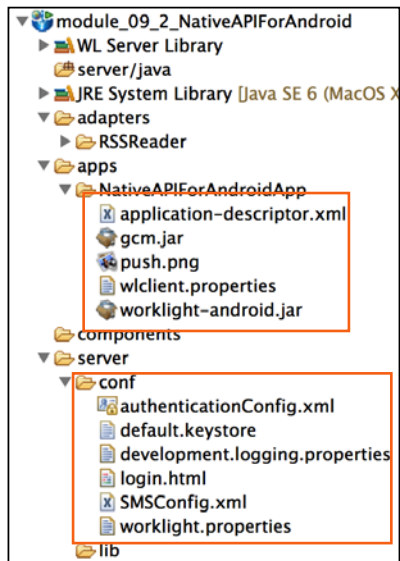 module_09_2_NativeAPIForAndroid
WL Server Library
server/java
JRE System Library [Java SE 6 (MacOS X
adapters
RSSReader
apps
NativeAPIForAndroidApp
application-descriptor.xml
gcm.jar
push.png
wlclient.properties
worklight-android.jar
components
server
conf
authenticationConfig.xml
default.keystore
development.logging.properties
login.html
SMSConfig.xml
worklight.properties
lib